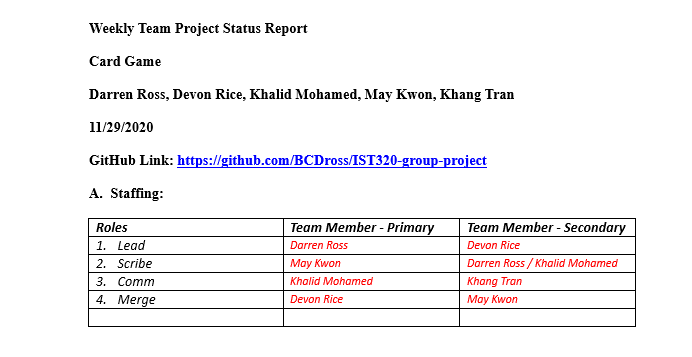 Weekly Team Project Status Report
Card Game
Darren Ross, Devon Rice, Khalid Mohamed, May Kwon, Khang Tran
11/29/2020
GitHub Link: https://github.com/BCDross/IST320-group-project
A. Staffing:
Roles Team Member - Primary Team Member - Secondary
1. Lead Darren Ross Devon Rice
2. Scribe May Kwon Darren Ross / Khalid Mohamed
3. Comm Khalid Mohamed Khang Tran
4. Merge Devon Rice May Kwon